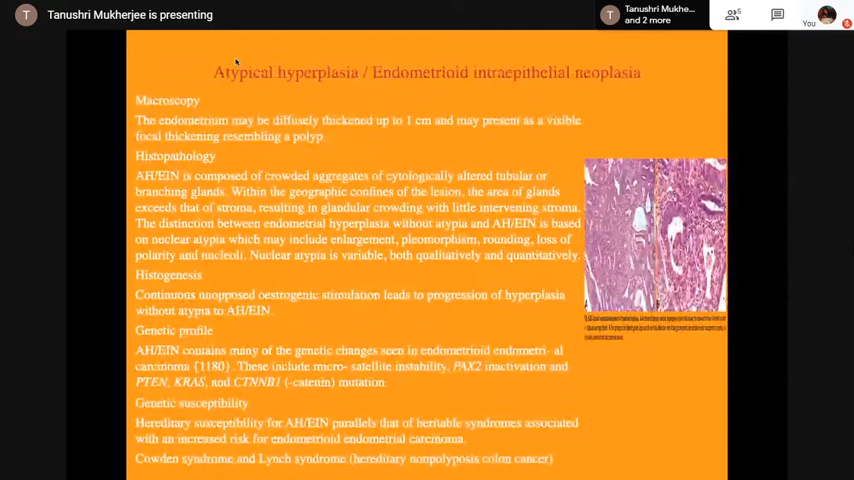 T Tanushri Mukherjee is presenting
T Tanushri Mukhe...
and 2 more
6
You
Atypical hyperplasia / Endometrioid intraepithelial neoplasia
Macroscopy
The endometrium may be diffusely thickened up to 1 cm and may present as a visible
focal thickening resembling a polyp.
Histopathology
AH/EIN is composed of crowded aggregates of cytologically altered tubular or
branching glands. Within the geographic confines of the lesion, the area of glands
exceeds that of stroma, resulting in glandular crowding with little intervening stroma.
The distinction between endometrial hyperplasia without atypia and AH/EIN is based
on nuclear atypia which may include enlargement, pleomorphism, rounding, loss of
polarity and nucleoli. Nuclear atypia is variable, both qualitatively and quantitatively.
Histogenesis
Continuous unopposed oestrogenic stimulation leads to progression of hyperplasia
without atypia to AH/EIN.
Genetic profile
AH/EIN contains many of the genetic changes seen in endometrioid endometri- al
carcinoma {1180}. These include micro- satellite instability, PAX2 inactivation and
PTEN, KRAS, and CTNNB1 (-catenin) mutation
Genetic susceptibility
Hereditary susceptibility for AH/EIN parallels that of heritable syndromes associated
with an increased risk for endometrioid endometrial carcinoma.
Cowden syndrome and Lynch syndrome (hereditary nonpolyposis colon cancer)
A